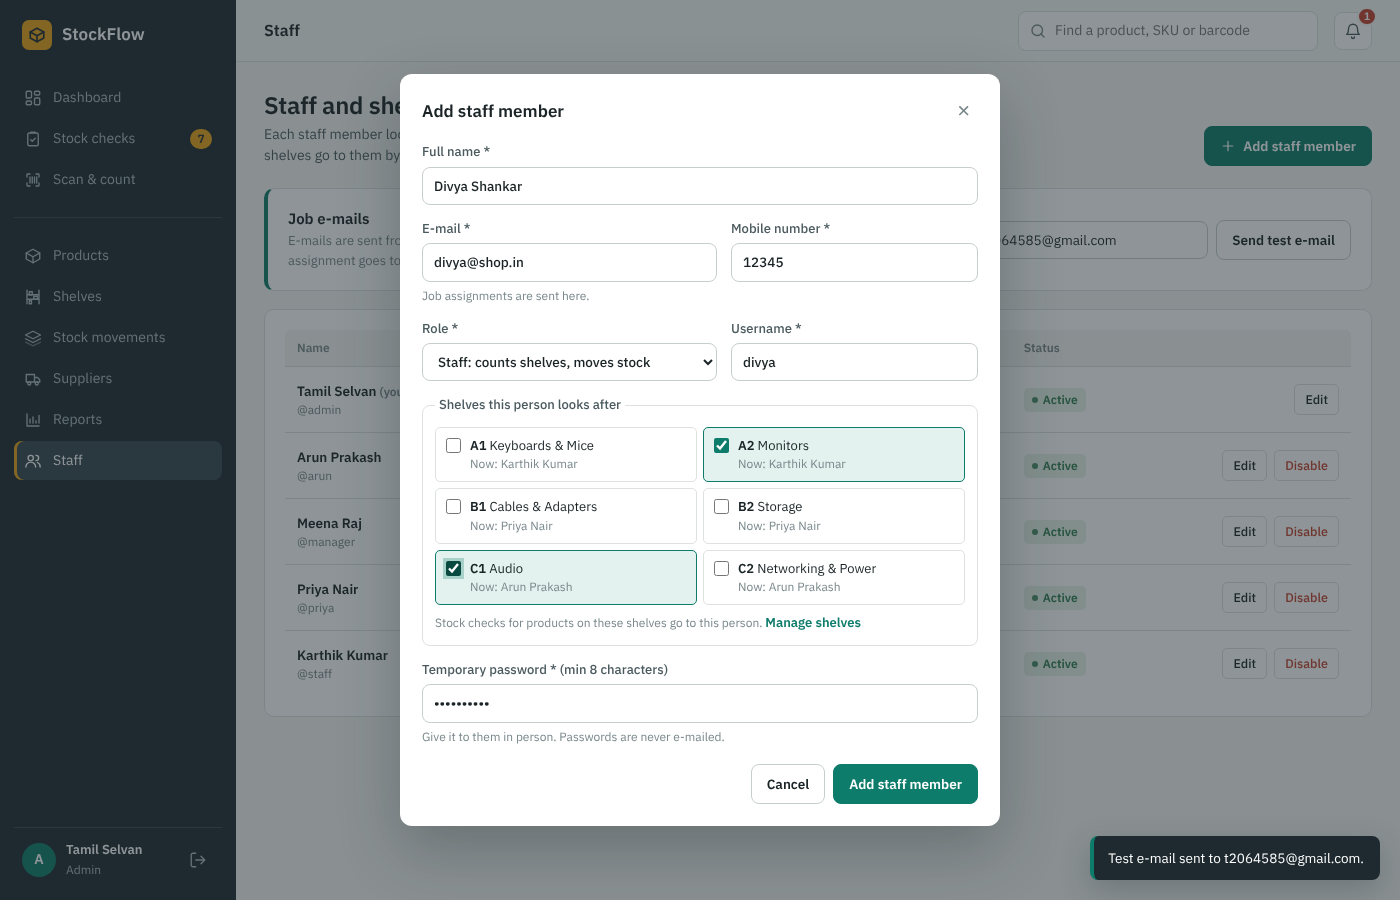 StockFlow
Staff
Find a product, SKU or barcode
1
Dashboard
Stock checks
7
Scan & count
Products
Shelves
Stock movements
Suppliers
Reports
Staff
A
Tamil Selvan
Admin
Staff and she
Each staff member loo
shelves go to them by
Add staff member
Job e-mails
E-mails are sent fro
assignment goes to
64585@gmail.com
Send test e-mail
Name
Status
Tamil Selvan (you
@admin
Active
Edit
Arun Prakash
@arun
Active
Edit
Disable
Meena Raj
@manager
Active
Edit
Disable
Priya Nair
@priya
Active
Edit
Disable
Karthik Kumar
@staff
Active
Edit
Disable
Add staff member
Full name *
Divya Shankar
E-mail *
Mobile number *
divya@shop.in
12345
Job assignments are sent here.
Role *
Username *
Staff: counts shelves, moves stock
divya
Shelves this person looks after
A1 Keyboards & Mice
Now: Karthik Kumar
A2 Monitors
Now: Karthik Kumar
B1 Cables & Adapters
Now: Priya Nair
B2 Storage
Now: Priya Nair
C1 Audio
Now: Arun Prakash
C2 Networking & Power
Now: Arun Prakash
Stock checks for products on these shelves go to this person. Manage shelves
Temporary password * (min 8 characters)
••••••••••
Give it to them in person. Passwords are never e-mailed.
Cancel
Add staff member
Test e-mail sent to t2064585@gmail.com.